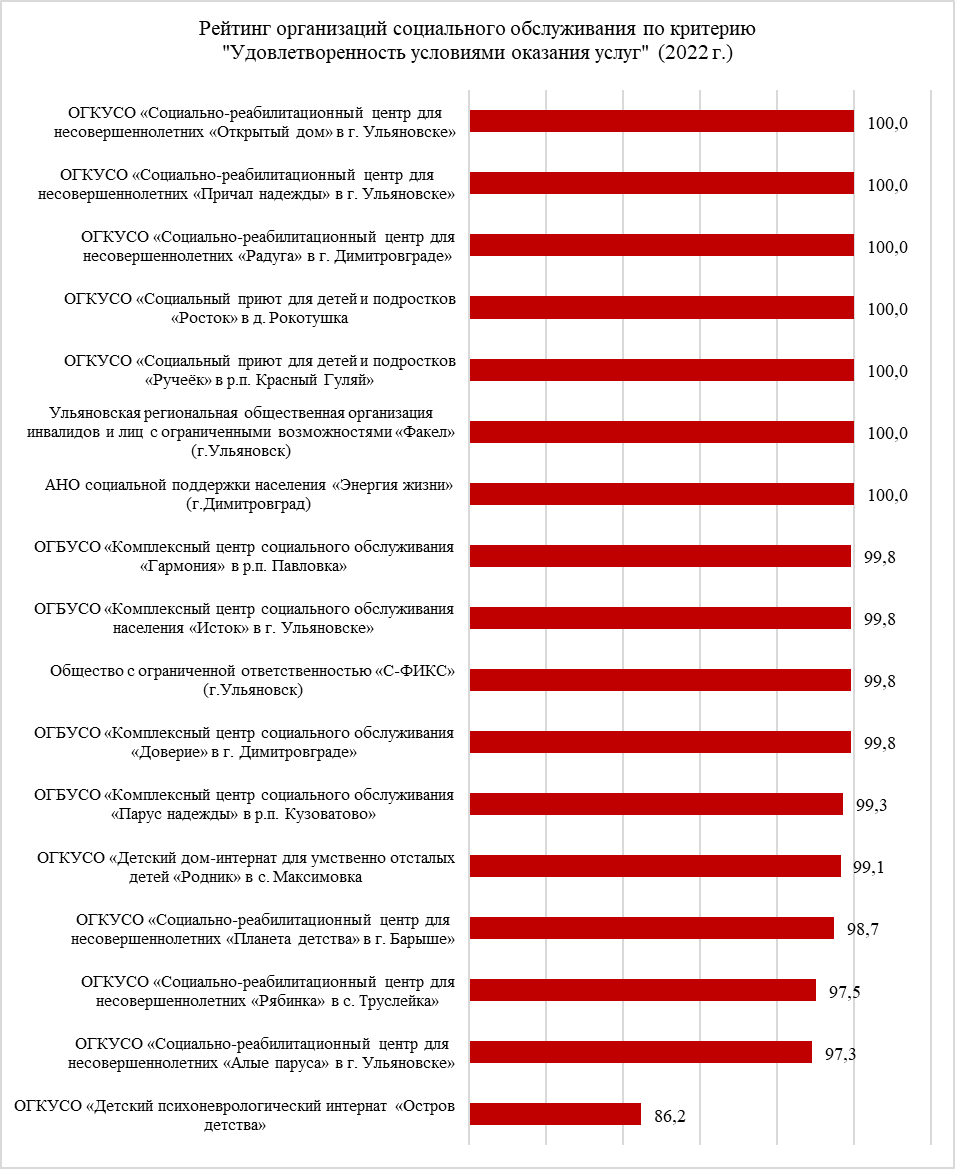 Рейтинг организаций социального обслуживания по критерию
"Удовлетворенность условиями оказания услуг" (2022 г.)
ОГКУСО «Социально-реабилитационный центр для
несовершеннолетних «Открытый дом» в г. Ульяновске»
100,0
ОГКУСО «Социально-реабилитационный центр для
несовершеннолетних «Причал надежды» в г. Ульяновске»
100,0
ОГКУСО «Социально-реабилитационный центр для
несовершеннолетних «Радуга» в г. Димитровграде»
100,0
ОГКУСО «Социальный приют для детей и подростков
«Росток» в д. Рокотушка
100,0
ОГКУСО «Социальный приют для детей и подростков
«Ручеёк» в р.п. Красный Гуляй»
100,0
Ульяновская региональная общественная организация
инвалидов и лиц с ограниченными возможностями «Факел»
(г.Ульяновск)
100,0
АНО социальной поддержки населения «Энергия жизни»
(г.Димитровград)
100,0
ОГБУСО «Комплексный центр социального обслуживания
«Гармония» в р.п. Павловка»
99,8
ОГБУСО «Комплексный центр социального обслуживания
населения «Исток» в г. Ульяновске»
99,8
Общество с ограниченной ответственностью «С-ФИКС»
(г.Ульяновск)
99,8
ОГБУСО «Комплексный центр социального обслуживания
«Доверие» в г. Димитровграде»
99,8
ОГБУСО «Комплексный центр социального обслуживания
«Парус надежды» в р.п. Кузоватово»
99,3
ОГКУСО «Детский дом-интернат для умственно отсталых
детей «Родник» в с. Максимовка
99,1
ОГКУСО «Социально-реабилитационный центр для
несовершеннолетних «Планета детства» в г. Барыше»
98,7
ОГКУСО «Социально-реабилитационный центр для
несовершеннолетних «Рябинка» в с. Труслейка»
97,5
ОГКУСО «Социально-реабилитационный центр для
несовершеннолетних «Алые паруса» в г. Ульяновске»
97,3
ОГКУСО «Детский психоневрологический интернат «Остров
детства»
86,2